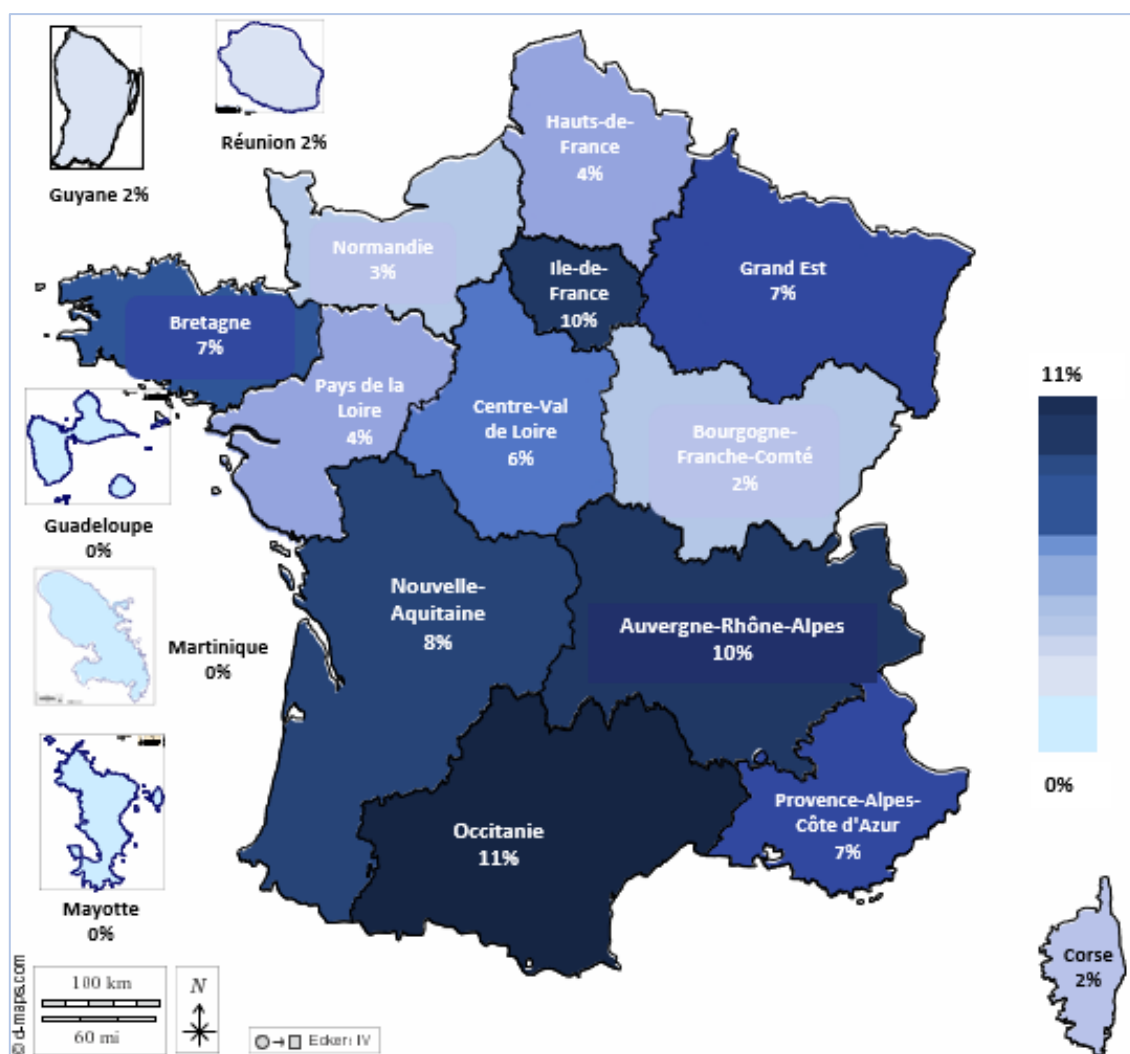 Guyane 2%
Réunion 2%
Hauts-de-
France
4%
Normandie
3%
Ile-de-
France
10%
Grand Est
7%
Bretagne
7%
Pays de la
Loire
4%
Centre-Val
de Loire
6%
Bourgogne-
Franche-Comté
2%
11%
Guadeloupe
0%
Nouvelle-
Aquitaine
8%
Auvergne-Rhône-Alpes
10%
Martinique
0%
Occitanie
11%
Provence-Alpes-
Côte d'Azur
7%
0%
Mayotte
0%
Corse
2%
© d-maps.com
100 km
60 mi
N
Eckert IV